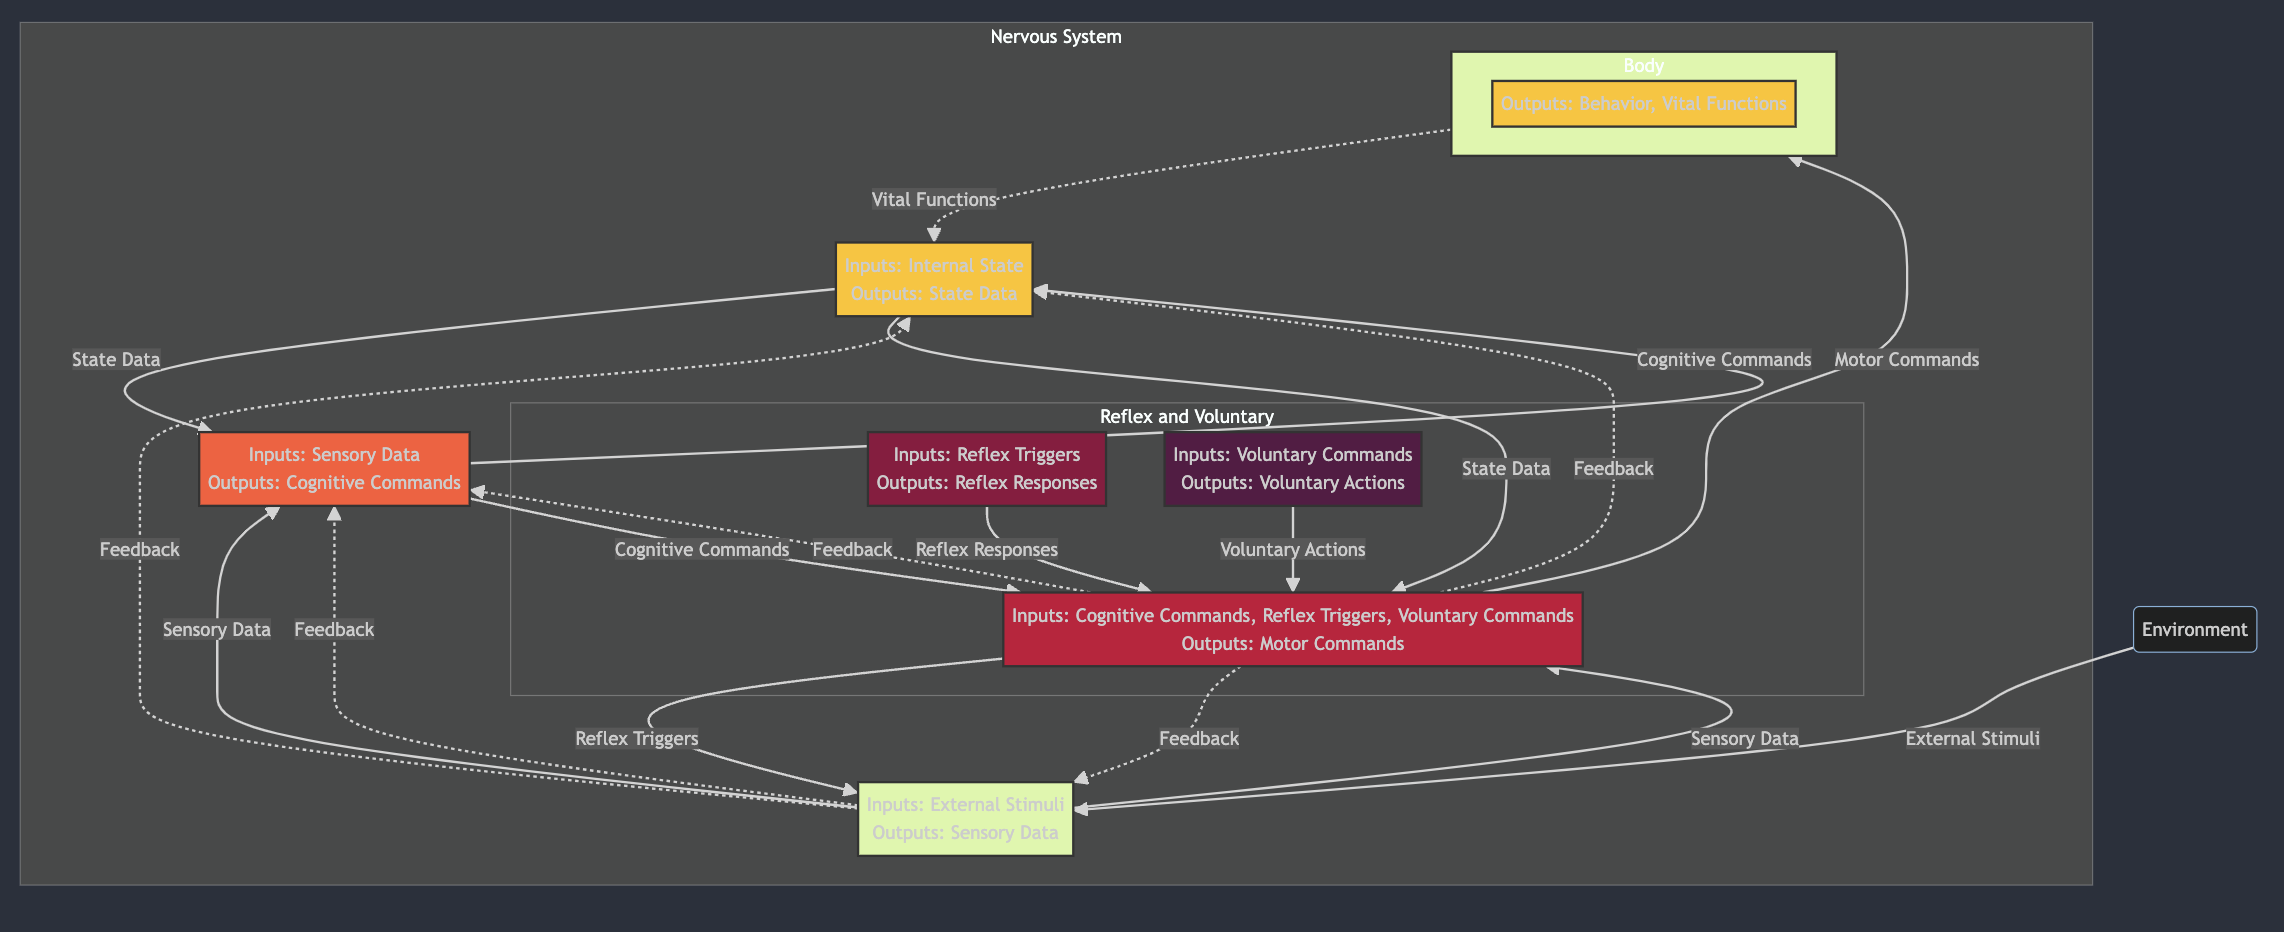 Nervous System
Body
Outputs: Behavior, Vital Functions
Vital Functions
Inputs: Internal State
Outputs: State Data
State Data
Cognitive Commands
Motor Commands
Reflex and Voluntary
Inputs: Sensory Data
Outputs: Cognitive Commands
Inputs: Reflex Triggers
Outputs: Reflex Responses
Inputs: Voluntary Commands
Outputs: Voluntary Actions
State Data
Feedback
Feedback
Cognitive Commands
Feedback
Reflex Responses
Voluntary Actions
Sensory Data
Feedback
Inputs: Cognitive Commands, Reflex Triggers, Voluntary Commands
Outputs: Motor Commands
Environment
Reflex Triggers
Feedback
Sensory Data
External Stimuli
Inputs: External Stimuli
Outputs: Sensory Data